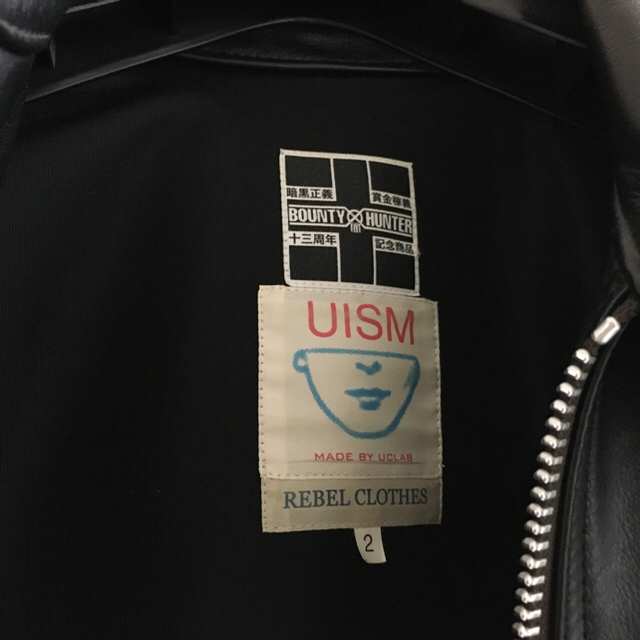 暗黒正義 賞金稼者
BOUNTY HUNTER
十三周年 記念商品
UISM
MADE BY UCLAB
REBEL CLOTHES
2